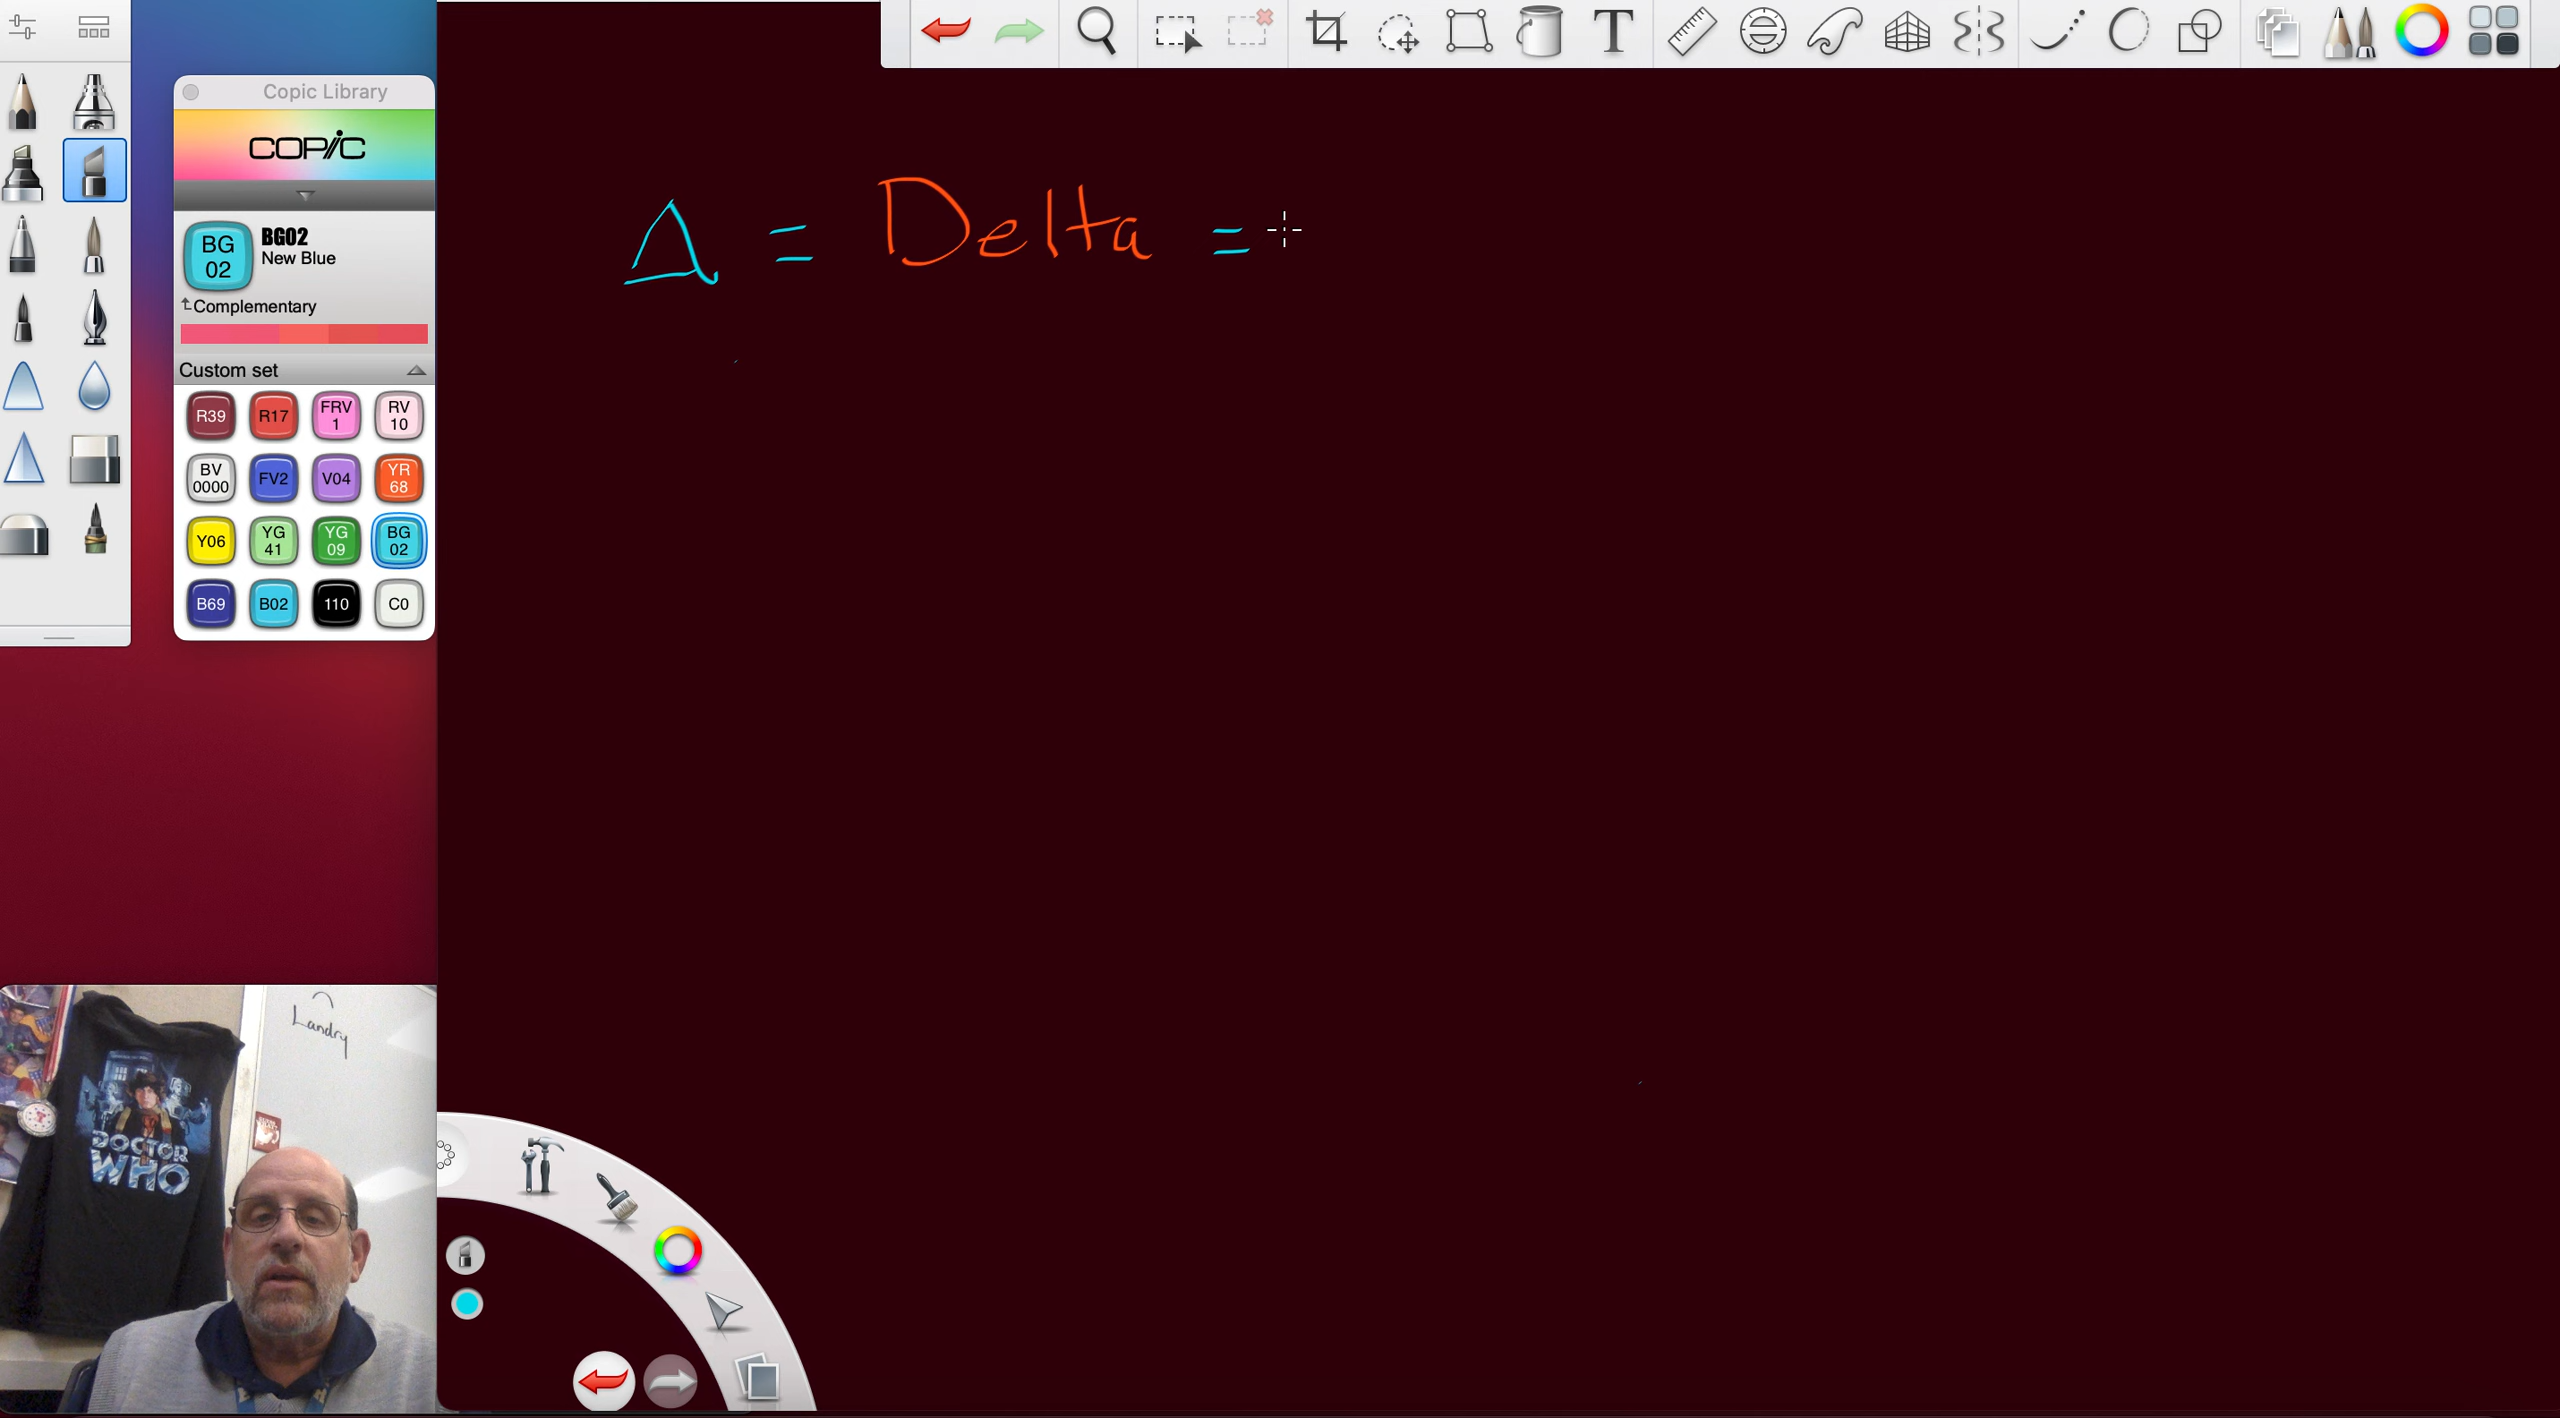 Copic Library
COPIC
BG
02
BG02
New Blue
Complementary
Custom set
R39 R17 FRV 1 RV 10
BV 0000 FV2 V04 YR 68
Y06 YG 41 YG 09 BG 02
B69 B02 110 C0
T
Δ = Delta =
Landry
DOCTOR
WHO